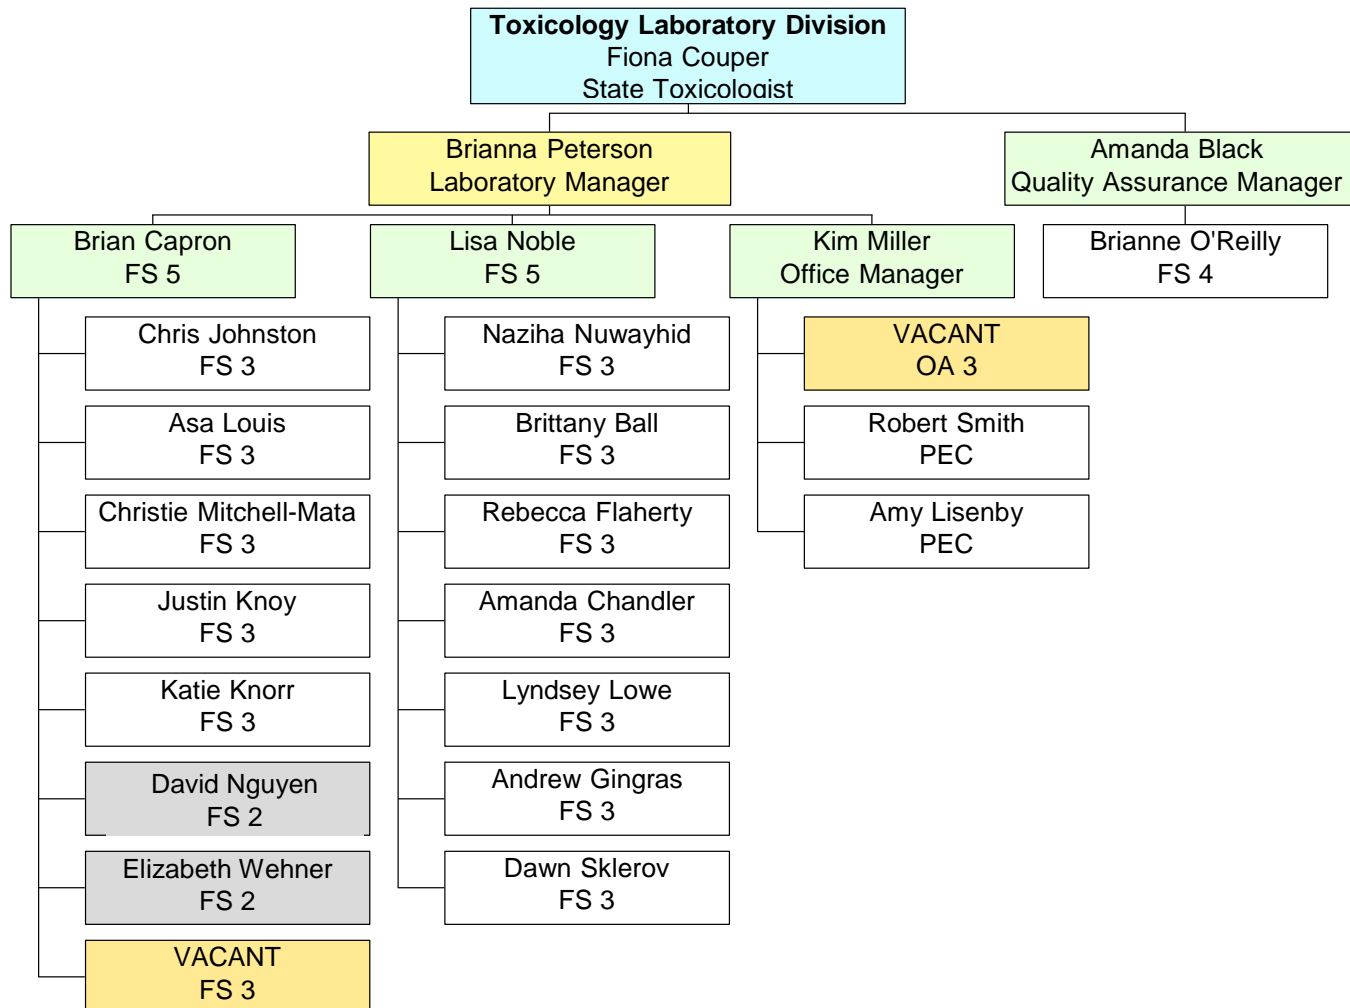 Toxicology Laboratory Division
Fiona Couper
State Toxicologist
Brianna Peterson
Laboratory Manager
Amanda Black
Quality Assurance Manager
Brian Capron
FS 5
Lisa Noble
FS 5
Kim Miller
Office Manager
Brianne O'Reilly
FS 4
Chris Johnston
FS 3
Asa Louis
FS 3
Christie Mitchell-Mata
FS 3
Justin Knoy
FS 3
Katie Knorr
FS 3
David Nguyen
FS 2
Elizabeth Wehner
FS 2
VACANT
FS 3
Naziha Nuwayhid
FS 3
Brittany Ball
FS 3
Rebecca Flaherty
FS 3
Amanda Chandler
FS 3
Lyndsey Lowe
FS 3
Andrew Gingras
FS 3
Dawn Sklerov
FS 3
VACANT
OA 3
Robert Smith
PEC
Amy Lisenby
PEC